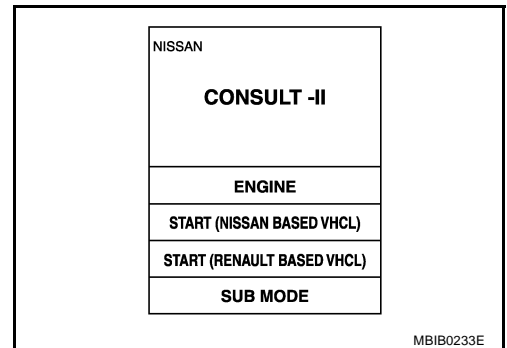 NISSAN
CONSULT -II
ENGINE
START (NISSAN BASED VHCL)
START (RENAULT BASED VHCL)
SUB MODE
MBIB0233E